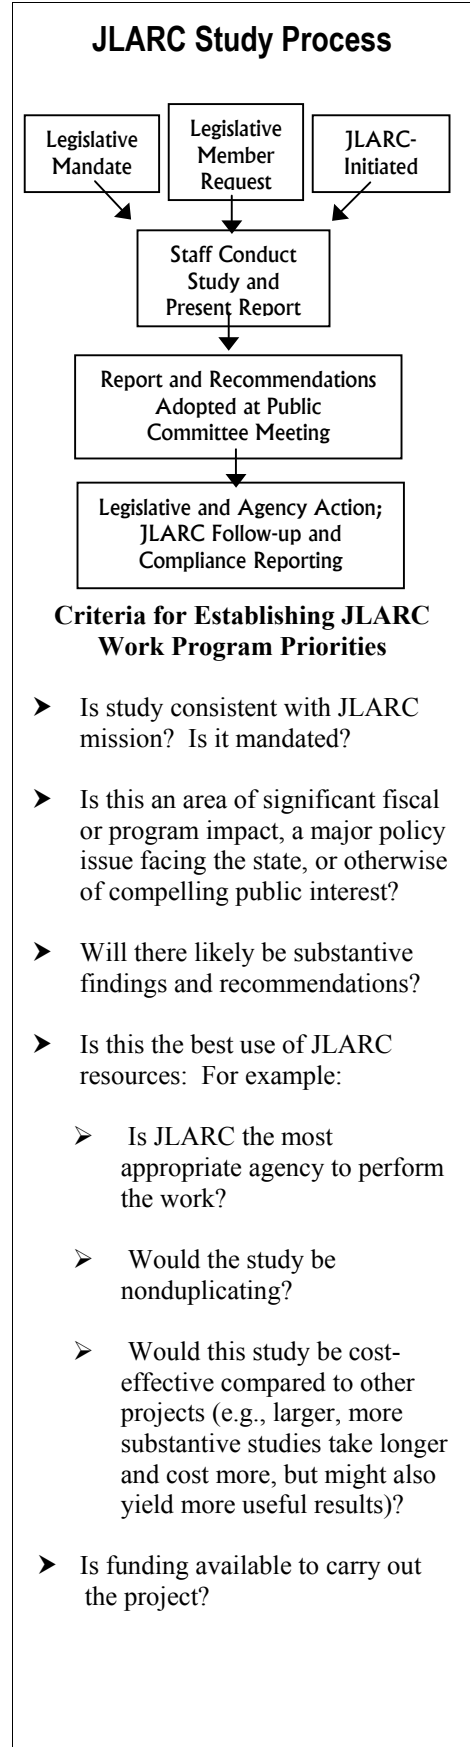 JLARC Study Process
Legislative
Mandate
Legislative
Member
Request
JLARC-
Initiated
Staff Conduct
Study and
Present Report
Report and Recommendations
Adopted at Public
Committee Meeting
Legislative and Agency Action;
JLARC Follow-up and
Compliance Reporting
Criteria for Establishing JLARC
Work Program Priorities
➤ Is study consistent with JLARC
mission?  Is it mandated?
➤ Is this an area of significant fiscal
or program impact, a major policy
issue facing the state, or otherwise
of compelling public interest?
➤ Will there likely be substantive
findings and recommendations?
➤ Is this the best use of JLARC
resources:  For example:
➢ Is JLARC the most
appropriate agency to perform
the work?
➢ Would the study be
nonduplicating?
➢ Would this study be cost-
effective compared to other
projects (e.g., larger, more
substantive studies take longer
and cost more, but might also
yield more useful results)?
➤ Is funding available to carry out
the project?